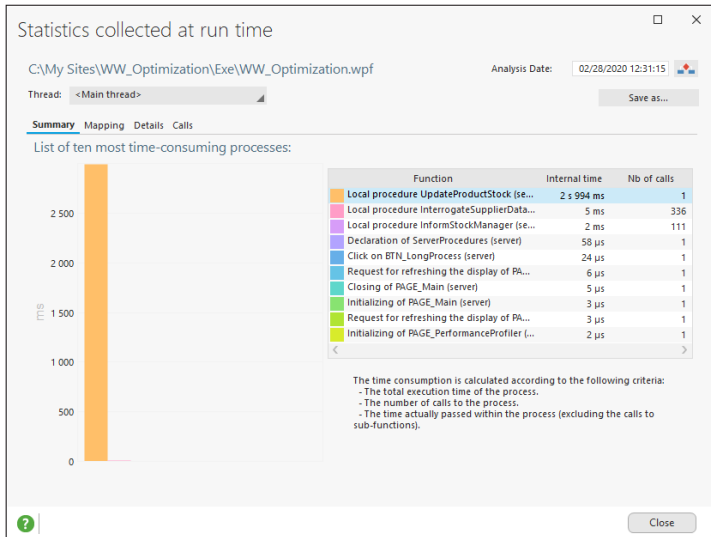 Statistics collected at run time
C:\My Sites\WW_Optimization\Exe\WW_Optimization.wpf
Analysis Date: 02/28/2020 12:31:15
Thread: <Main thread>
Save as...
Summary Mapping Details Calls
List of ten most time-consuming processes:
2 500
2 000
ms
1 500
1 000
500
0
Function Internal time Nb of calls
Local procedure UpdateProductStock (se... 2 s 994 ms 1
Local procedure InterrogateSupplierData... 5 ms 336
Local procedure InformStockManager (se... 2 ms 111
Declaration of ServerProcedures (server) 58 µs 1
Click on BTN_LongProcess (server) 24 µs 1
Request for refreshing the display of PA... 6 µs 1
Closing of PAGE_Main (server) 5 µs 1
Initializing of PAGE_Main (server) 3 µs 1
Request for refreshing the display of PA... 3 µs 1
Initializing of PAGE_PerformanceProfiler (... 2 µs 1
The time consumption is calculated according to the following criteria:
- The total execution time of the process.
- The number of calls to the process.
- The time actually passed within the process (excluding the calls to
sub-functions).
?
Close